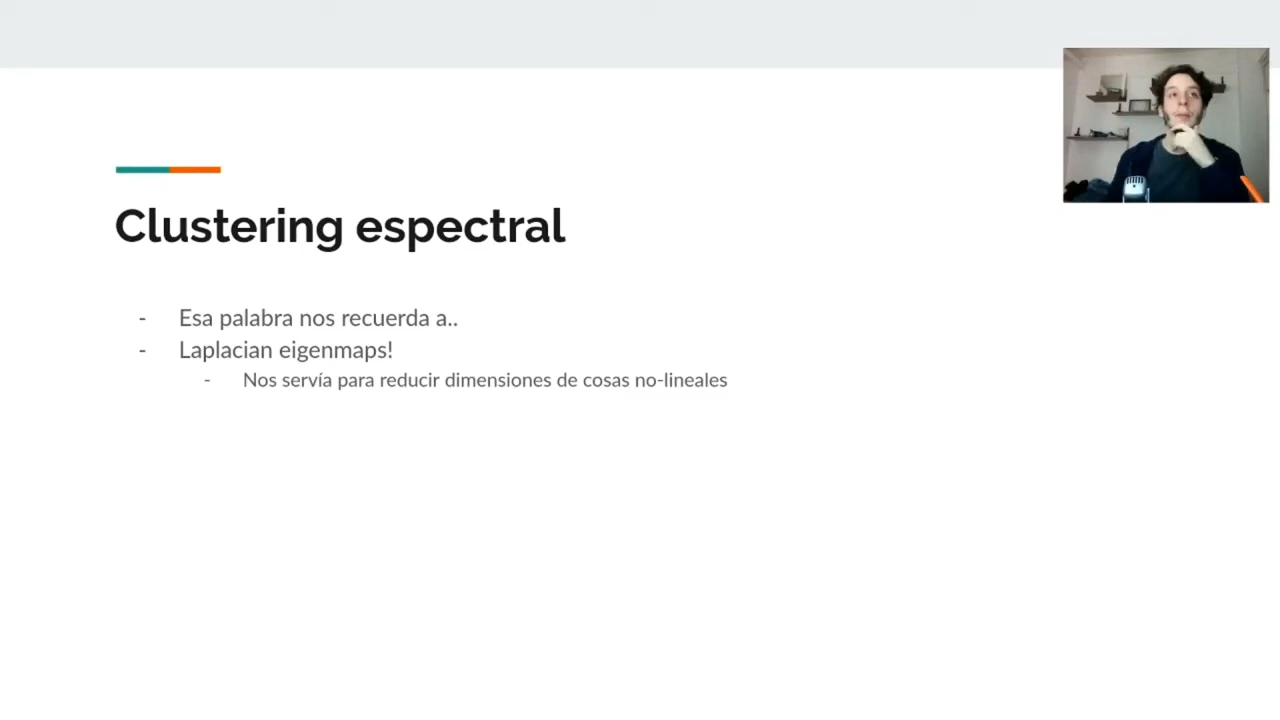 Clustering espectral
- Esa palabra nos recuerda a..
- Laplacian eigenmaps!
- Nos servía para reducir dimensiones de cosas no-lineales